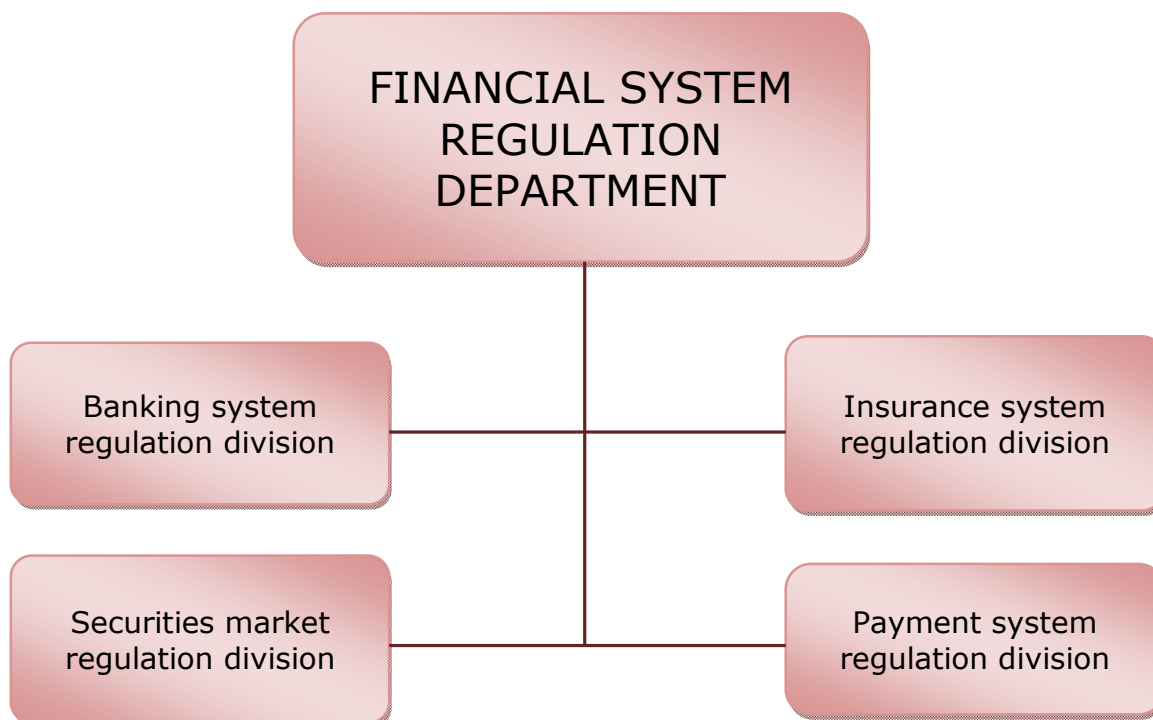 FINANCIAL SYSTEM
REGULATION
DEPARTMENT
Banking system
regulation division
Insurance system
regulation division
Securities market
regulation division
Payment system
regulation division